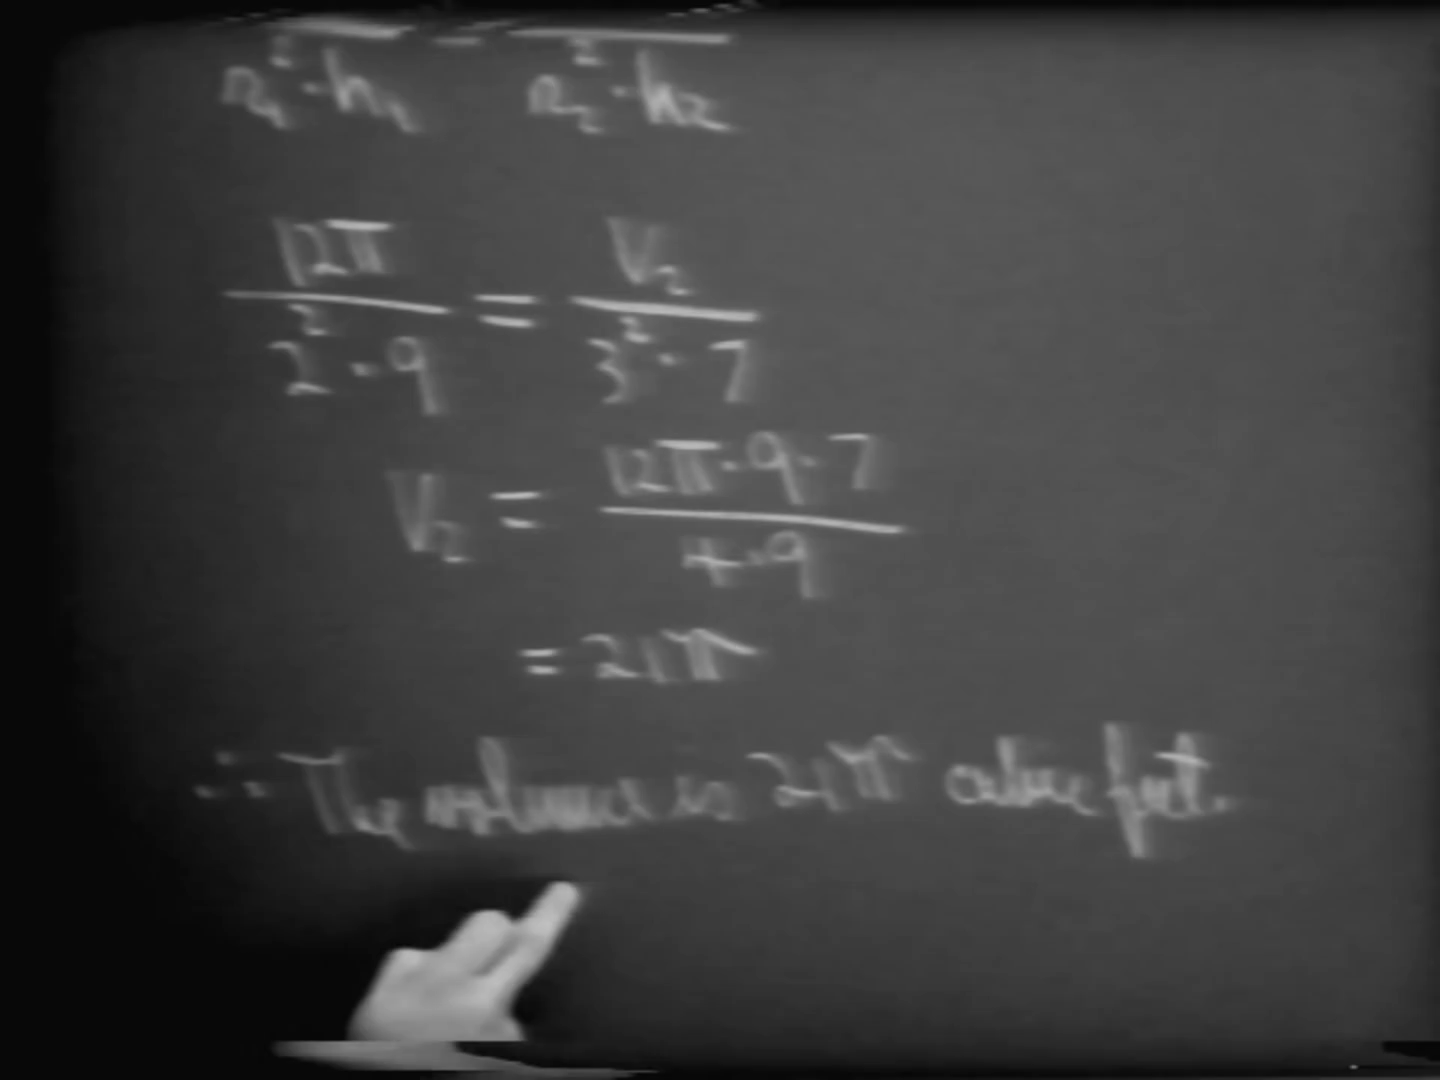 r₁² · h₁ = r₂² · h₂
12π / 2² · 9 = V₂ / 3² · 7
V₂ = 12π · 9 · 7 / 4 · 9
= 21π
∴ The volume is 21π cubic feet.